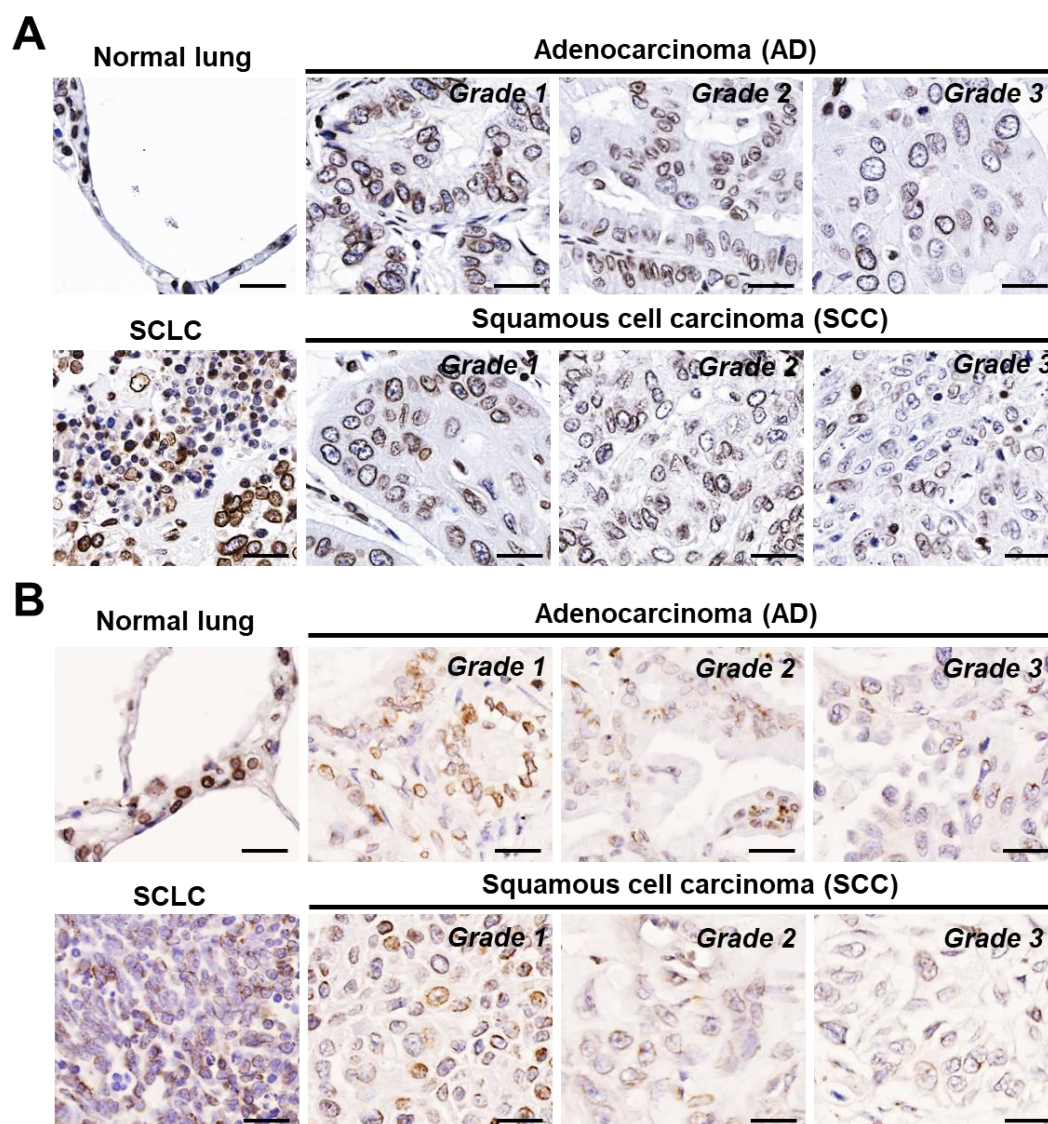 A
Normal lung
Adenocarcinoma (AD)
Grade 1
Grade 2
Grade 3
SCLC
Squamous cell carcinoma (SCC)
Grade 1
Grade 2
Grade 3
B
Normal lung
Adenocarcinoma (AD)
Grade 1
Grade 2
Grade 3
SCLC
Squamous cell carcinoma (SCC)
Grade 1
Grade 2
Grade 3